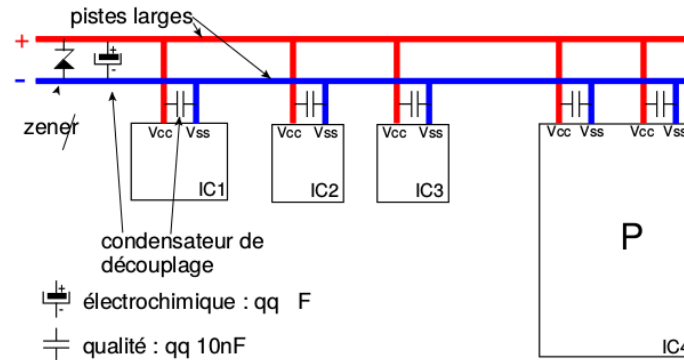 pistes larges
+
-
+
-
zener
Vcc Vss
Vcc Vss
Vcc Vss
Vcc Vss
Vcc Vss
IC1
IC2
IC3
P
condensateur de
découplage
+
-
électrochimique : qq F
qualité : qq 10nF
IC4